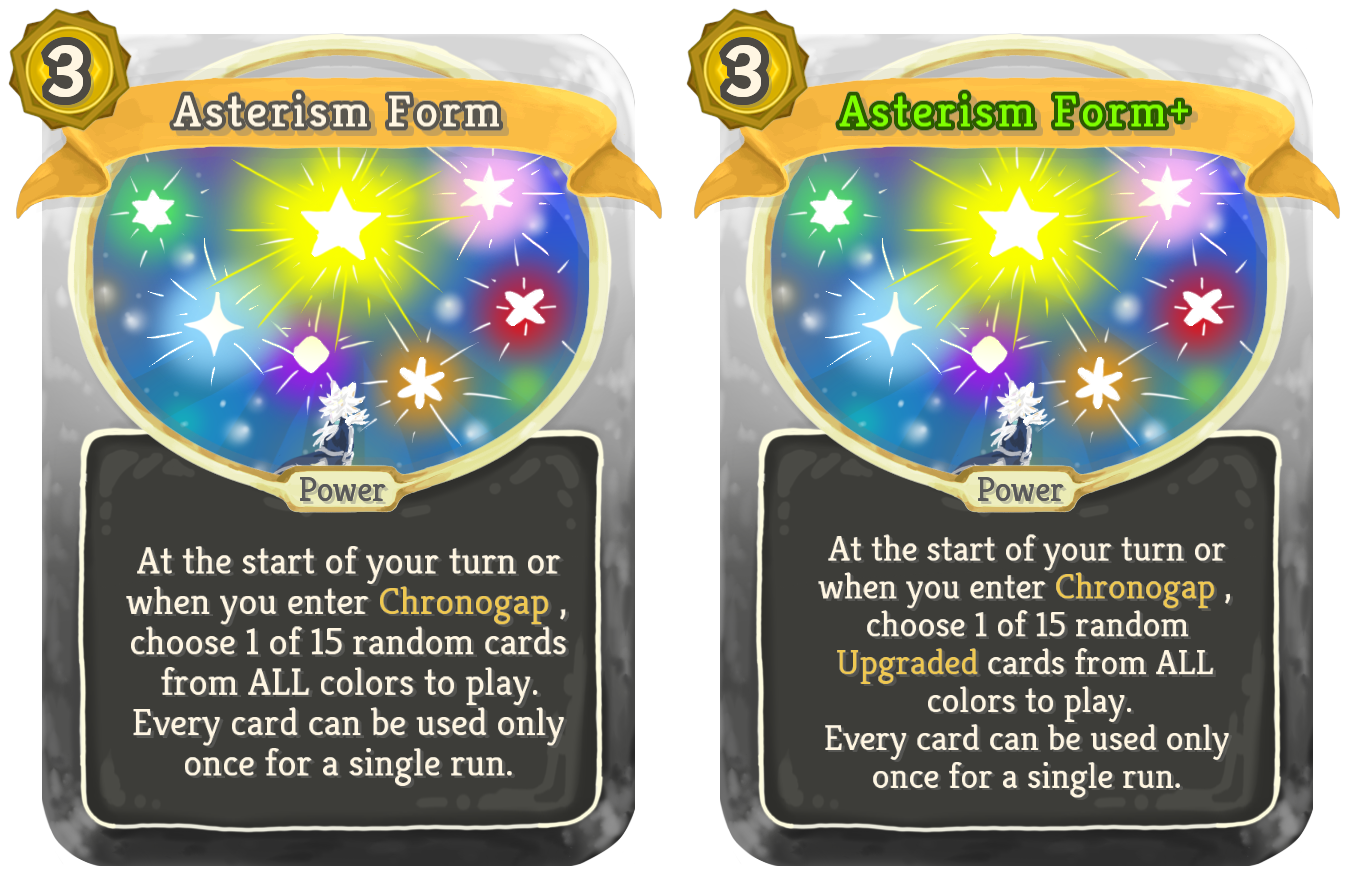 3
Asterism Form
Power
At the start of your turn or
when you enter Chronogap ,
choose 1 of 15 random cards
from ALL colors to play.
Every card can be used only
once for a single run.
3
Asterism Form+
Power
At the start of your turn or
when you enter Chronogap ,
choose 1 of 15 random
Upgraded cards from ALL
colors to play.
Every card can be used only
once for a single run.